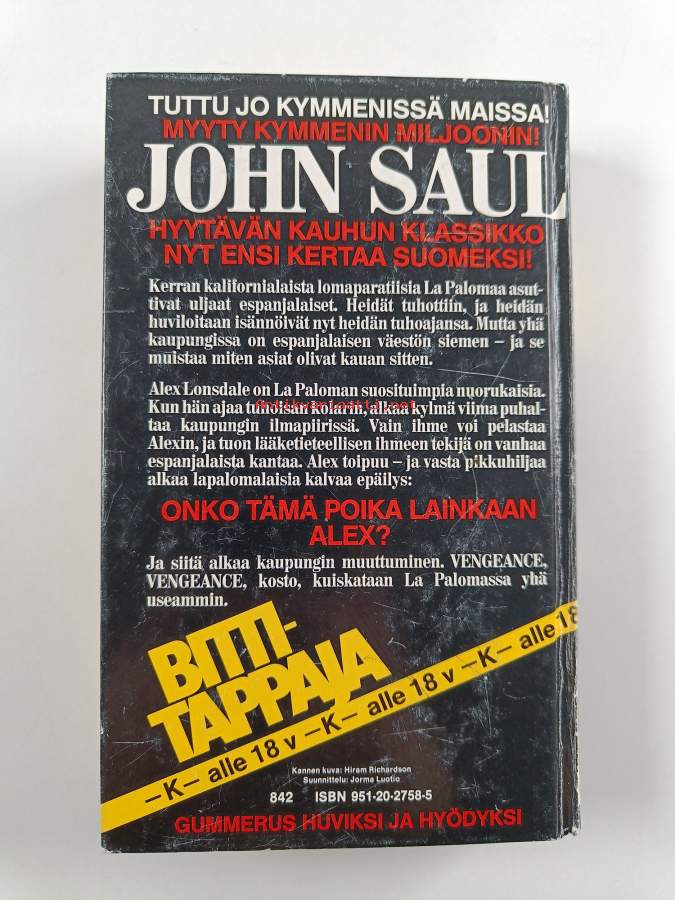 TUTTU JO KYMMENISSÄ MAISSA!
MYYTY KYMMENIN MILJOONIN!
JOHN SAUL
HYYTÄVÄN KAUHUN KLASSIKKO
NYT ENSI KERTAA SUOMEKSI!
Kerran kalifornialaista lomaparatiisia La Palomaa asut-
tivat uljaat espanjalaiset. Heidät tuhottiin, ja heidän
huviloitaan isännöivät nyt heidän tuhoajansa. Mutta yhä
kaupungissa on espanjalaisen väestön siemen – ja se
muistaa miten asiat olivat kauan sitten.
Alex Lonsdale on La Paloman suosituimpia nuorukaisia.
Kun hän ajaa tuhoisan kolarin, alkaa kylmä viima puhal-
taa kaupungin ilmapiirissä. Vain ihme voi pelastaa
Alexin, ja tuon lääketieteellisen ihmeen tekijä on vanhaa
espanjalaista kantaa. Alex toipuu – ja vasta pikkuhiljaa
alkaa lapalomalaisia kalvaa epäilys:
ONKO TÄMÄ POIKA LAINKAAN
ALEX?
Ja siitä alkaa kaupungin muuttuminen. VENGEANCE,
VENGEANCE, kosto, kuiskataan La Palomassa yhä
useammin.
BITTI-
TAPPAJA
–K– alle 18 v –K– alle 18 v –K– alle 18
Kannen kuva: Hiram Richardson
Suunnittelu: Jorma Luotio
842 ISBN 951-20-2758-5
GUMMERUS HUVIKSI JA HYÖDYKSI